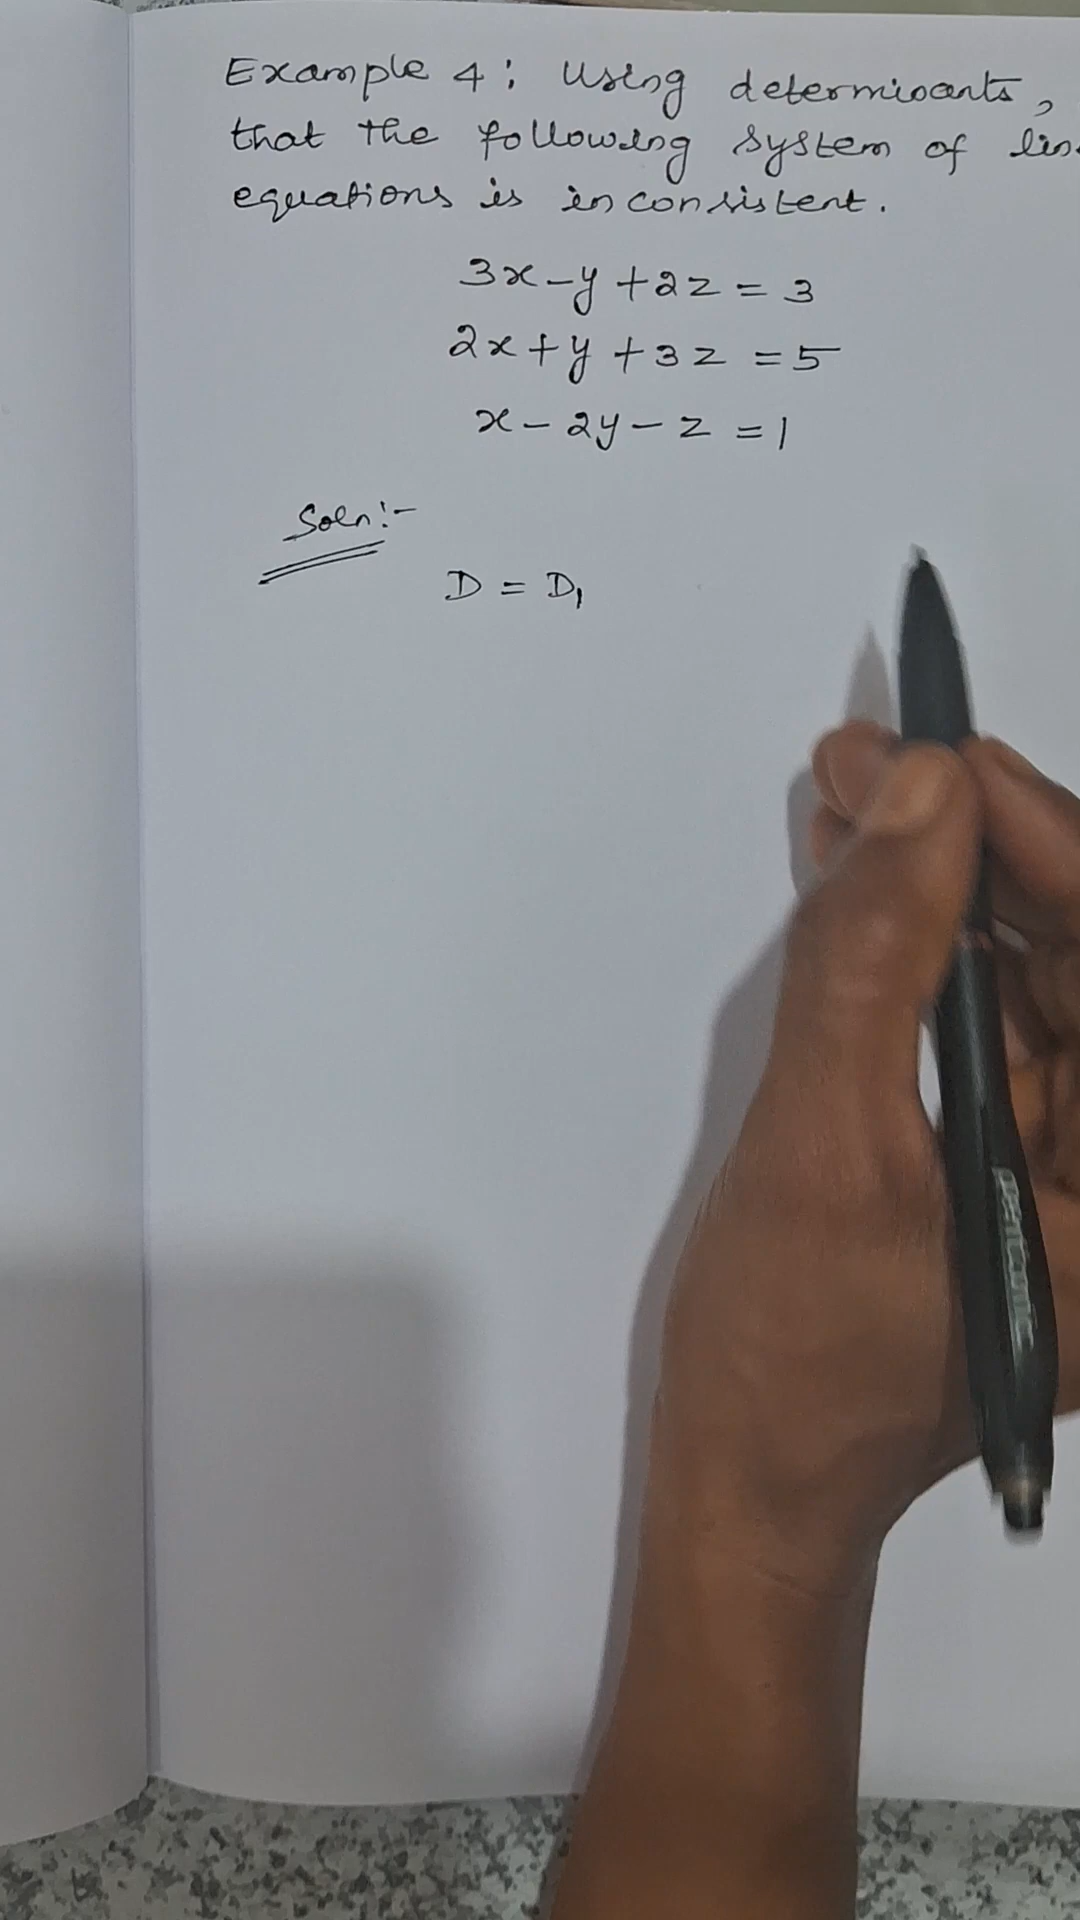 Example 4: Using determinants,
that the following system of
equations is inconsistent.
3x - y + 2z = 3
2x + y + 3z = 5
x - 2y - z = 1
Soln:-
D = D₁
pentonic